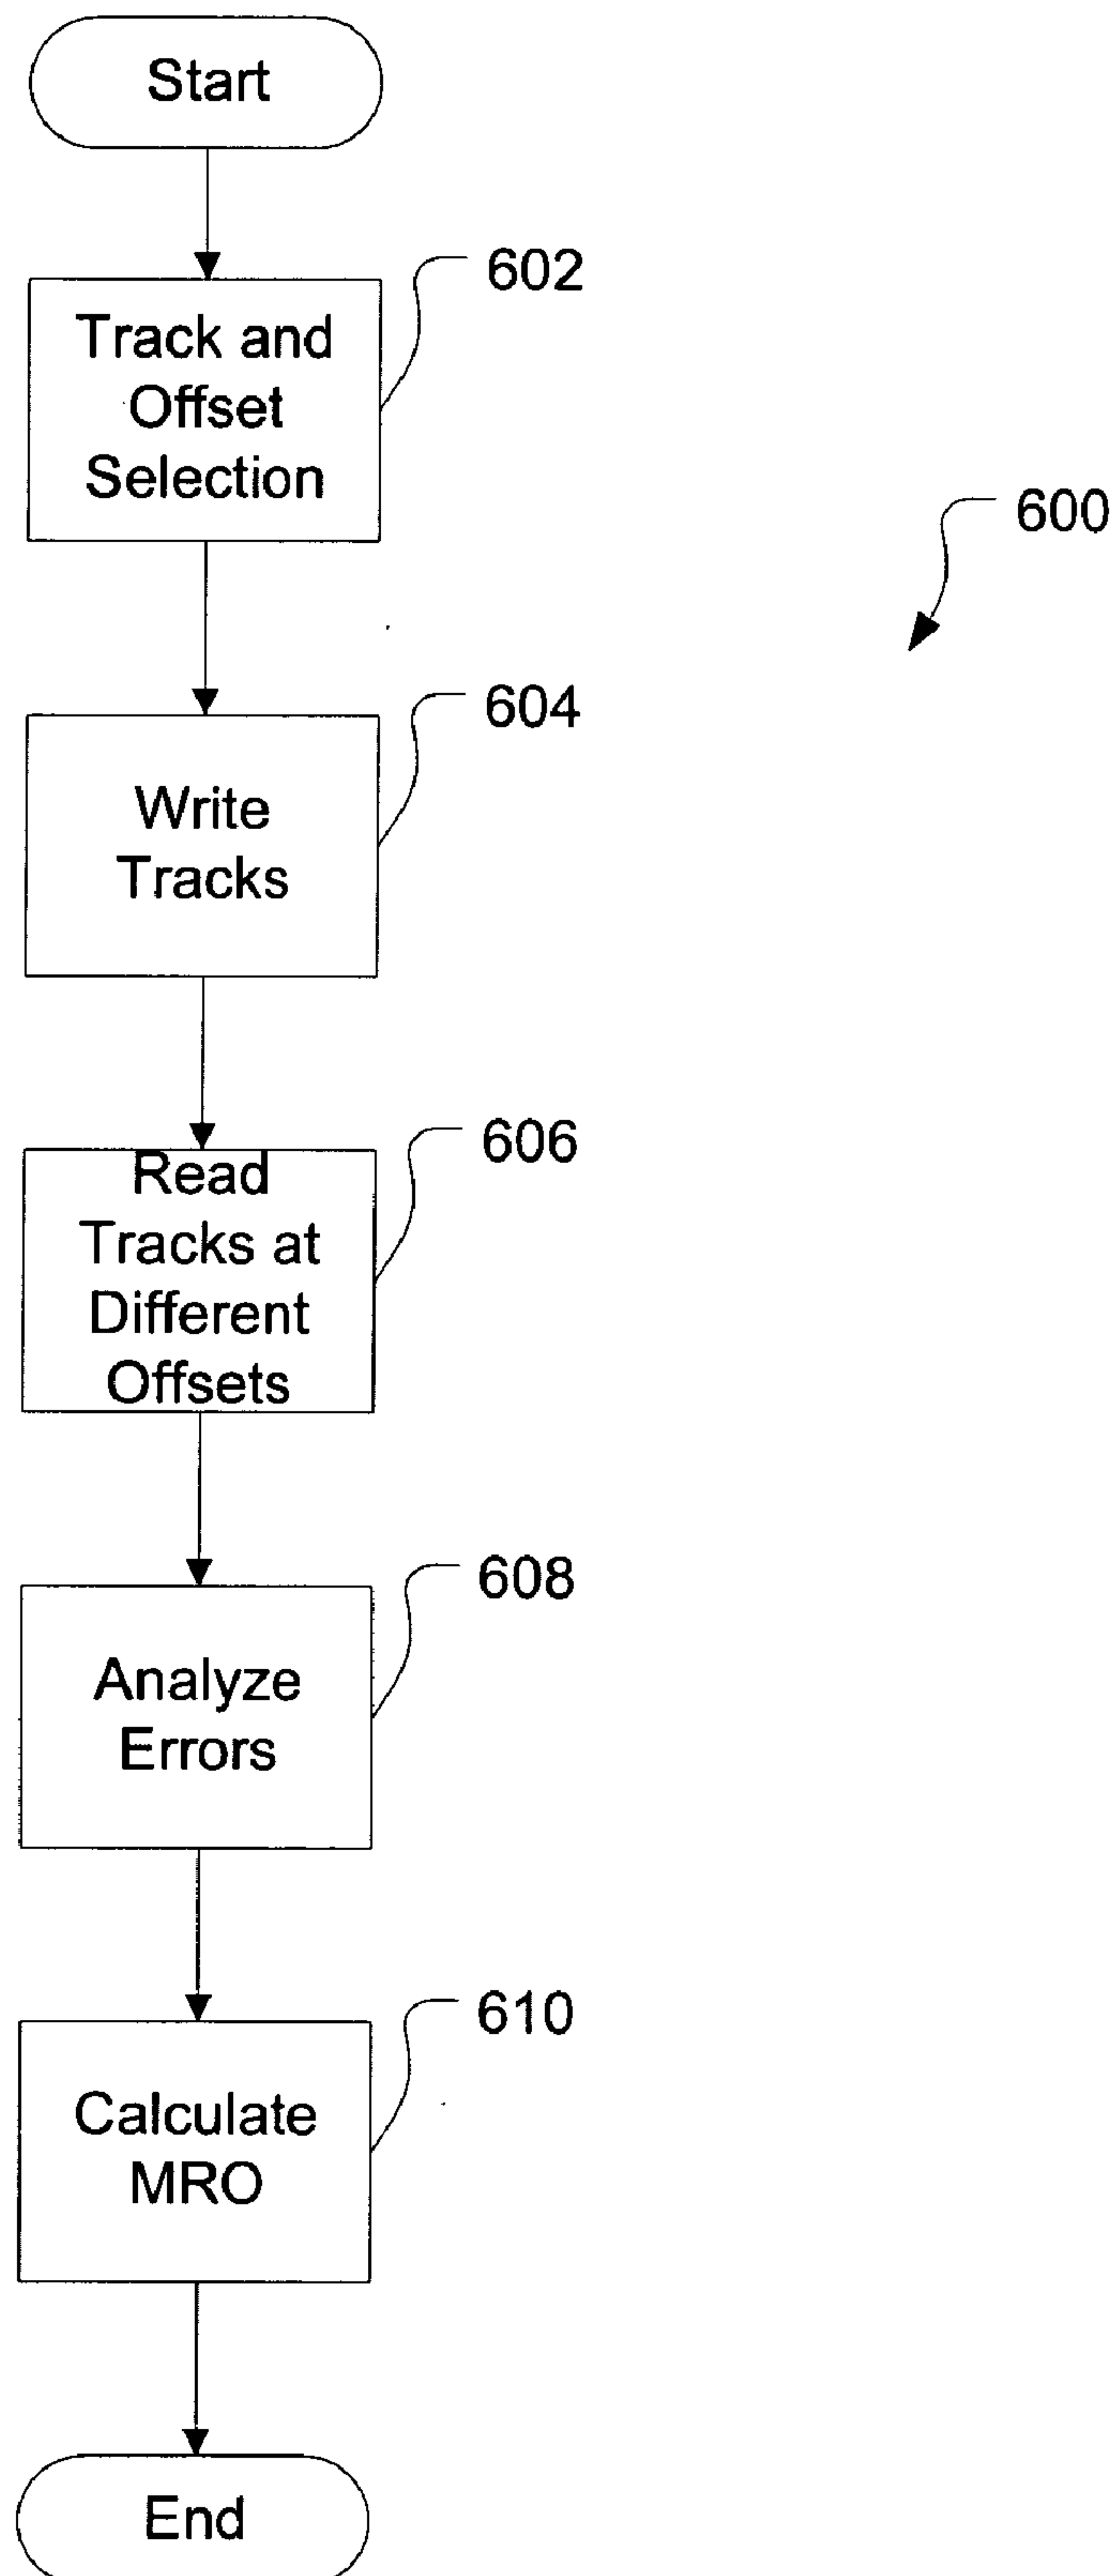 Start
602
Track and
Offset
Selection
600
604
Write
Tracks
606
Read
Tracks at
Different
Offsets
608
Analyze
Errors
610
Calculate
MRO
End